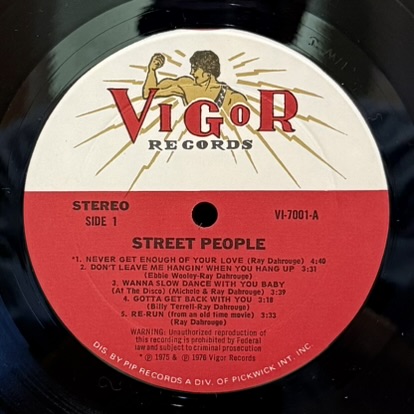 VIGOR
RECORDS
STEREO
SIDE 1
VI-7001-A
STREET PEOPLE
*1. NEVER GET ENOUGH OF YOUR LOVE (Ray Dahrouge) 4:40
2. DON'T LEAVE ME HANGIN' WHEN YOU HANG UP 3:31
(Ebbie Wooley-Ray Dahrouge)
3. WANNA SLOW DANCE WITH YOU BABY
(At The Disco) (Michele & Ray Dahrouge) 3:39
4. GOTTA GET BACK WITH YOU 3:18
(Billy Terrell-Ray Dahrouge)
5. RE-RUN (from an old time movie) 3:33
(Ray Dahrouge)
WARNING: Unauthorized reproduction of
this recording is prohibited by Federal
law and subject to criminal prosecution
* ℗ 1975 & ℗ 1976 Vigor Records
DIS. BY PIP RECORDS A DIV. OF PICKWICK INT. INC.